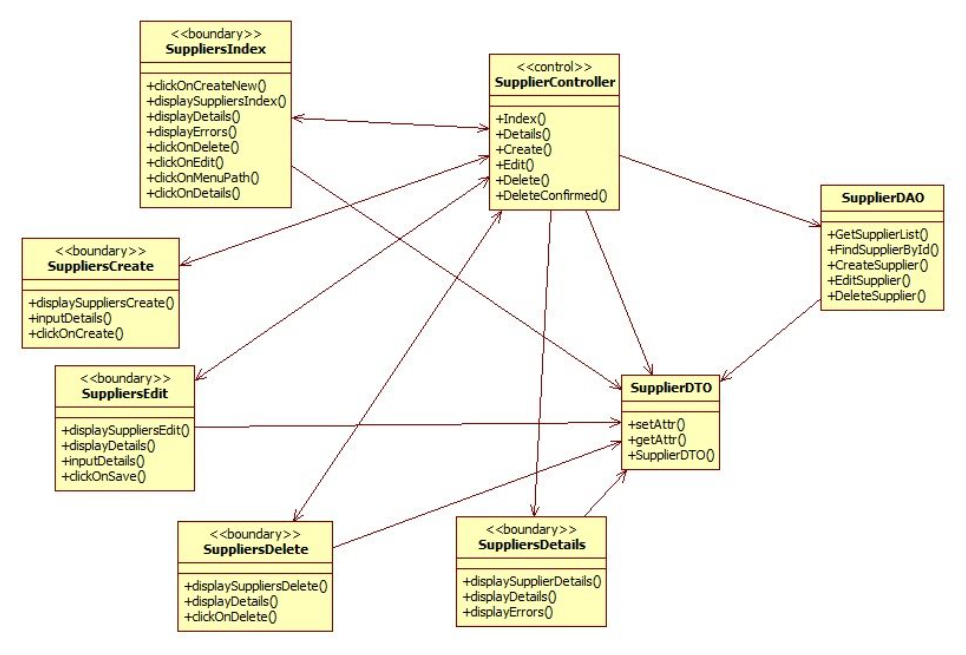 <<boundary>>
SuppliersIndex
+clickOnCreateNew()
+displaySuppliersIndex()
+displayDetails()
+displayErrors()
+clickOnDelete()
+clickOnEdit()
+clickOnMenuPath()
+clickOnDetails()
<<control>>
SupplierController
+Index()
+Details()
+Create()
+Edit()
+Delete()
+DeleteConfirmed()
SupplierDAO
+GetSupplierList()
+FindSupplierById()
+CreateSupplier()
+EditSupplier()
+DeleteSupplier()
<<boundary>>
SuppliersCreate
+displaySuppliersCreate()
+inputDetails()
+clickOnCreate()
<<boundary>>
SuppliersEdit
+displaySuppliersEdit()
+displayDetails()
+inputDetails()
+clickOnSave()
SupplierDTO
+setAttr()
+getAttr()
+SupplierDTO()
<<boundary>>
SuppliersDelete
+displaySuppliersDelete()
+displayDetails()
+clickOnDelete()
<<boundary>>
SuppliersDetails
+displaySupplierDetails()
+displayDetails()
+displayErrors()